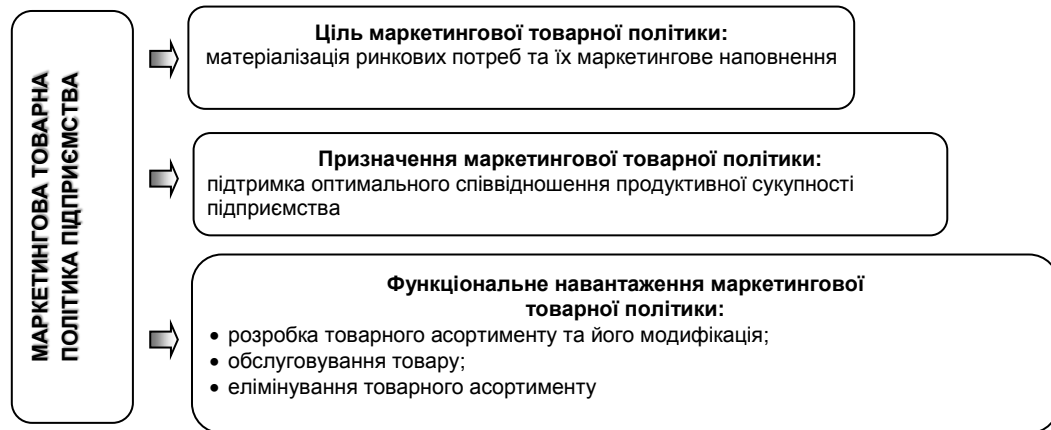 МАРКЕТИНГОВА ТОВАРНА
ПОЛІТИКА ПІДПРИЄМСТВА
Ціль маркетингової товарної політики:
матеріалізація ринкових потреб та їх маркетингове наповнення
Призначення маркетингової товарної політики:
підтримка оптимального співвідношення продуктивної сукупності
підприємства
Функціональне навантаження маркетингової
товарної політики:
• розробка товарного асортименту та його модифікація;
• обслуговування товару;
• елімінування товарного асортименту